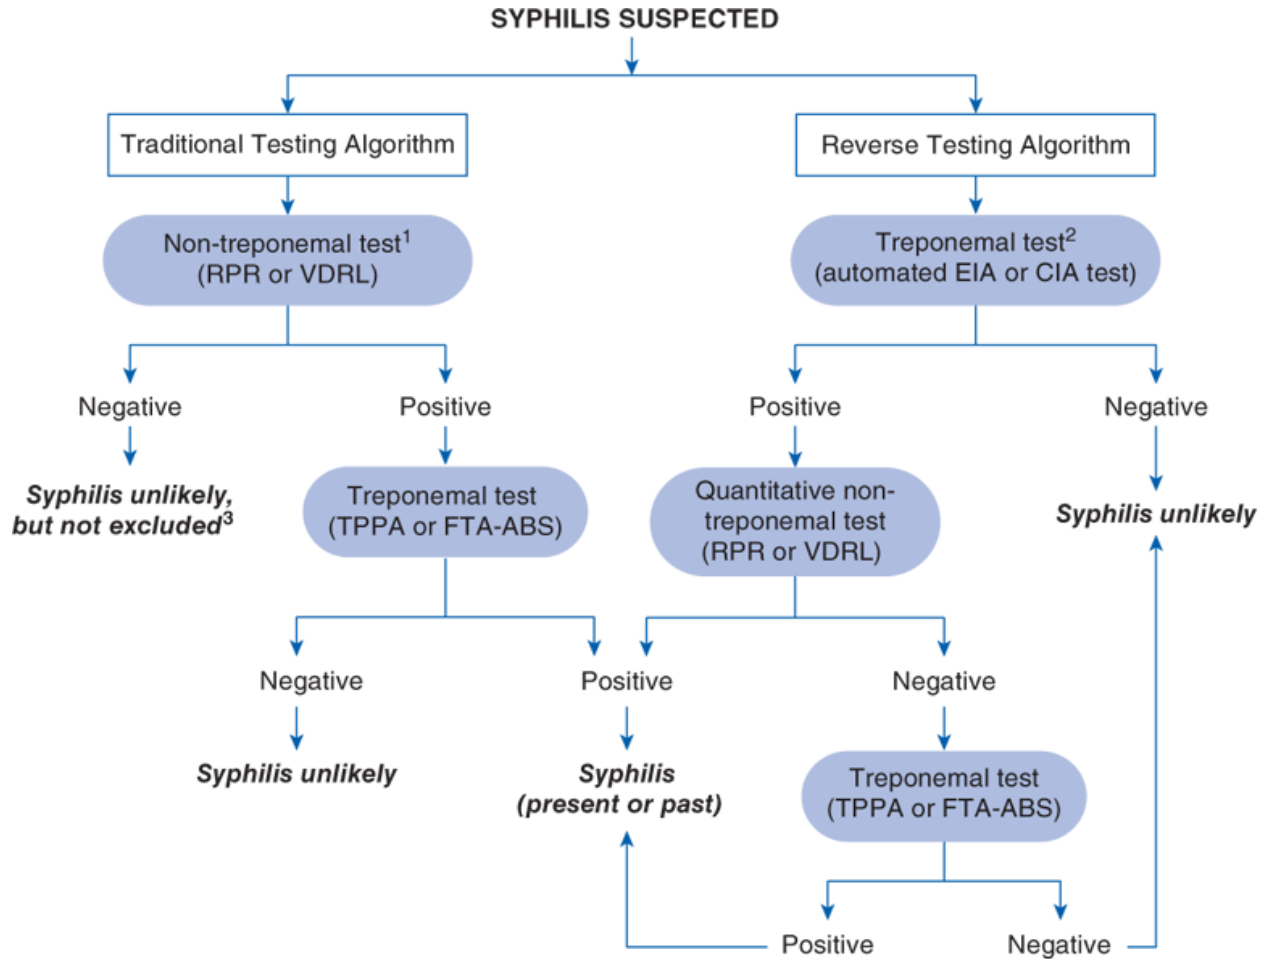 SYPHILIS SUSPECTED
Traditional Testing Algorithm
Reverse Testing Algorithm
Non-treponemal test1
(RPR or VDRL)
Treponemal test2
(automated EIA or CIA test)
Negative
Positive
Positive
Negative
Syphilis unlikely,
but not excluded3
Treponemal test
(TPPA or FTA-ABS)
Quantitative non-
treponemal test
(RPR or VDRL)
Syphilis unlikely
Negative
Positive
Negative
Syphilis unlikely
Syphilis
(present or past)
Treponemal test
(TPPA or FTA-ABS)
Positive
Negative